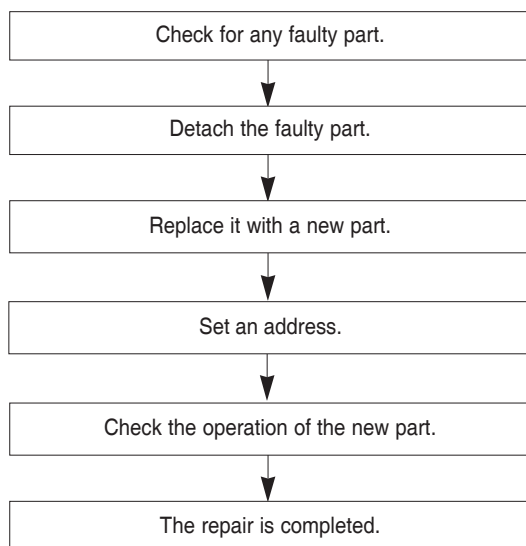 Check for any faulty part.
Detach the faulty part.
Replace it with a new part.
Set an address.
Check the operation of the new part.
The repair is completed.